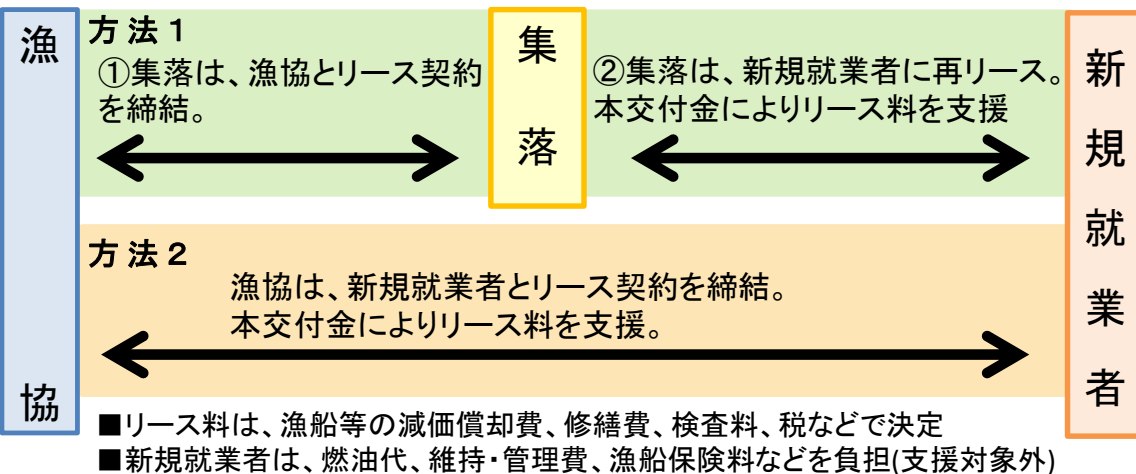 漁協
方法１
①集落は、漁協とリース契約
を締結。
集落
②集落は、新規就業者に再リース。
本交付金によりリース料を支援
新規就業者
方法２
漁協は、新規就業者とリース契約を締結。
本交付金によりリース料を支援。
■リース料は、漁船等の減価償却費、修繕費、検査料、税などで決定
■新規就業者は、燃油代、維持・管理費、漁船保険料などを負担(支援対象外)